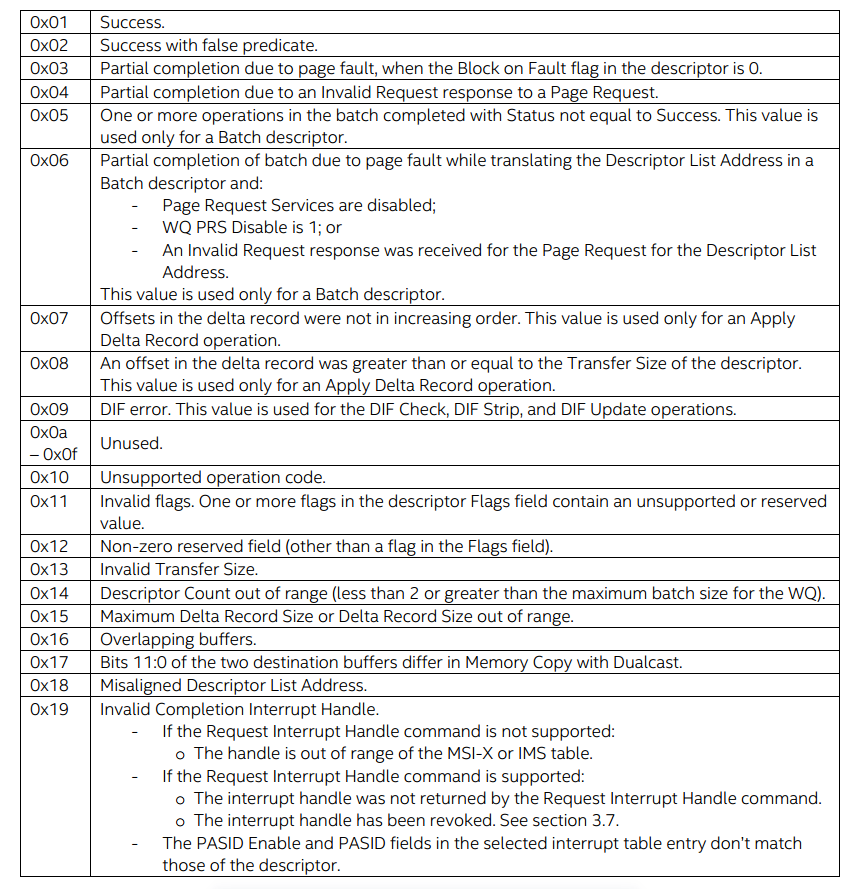 0x01 Success.
0x02 Success with false predicate.
0x03 Partial completion due to page fault, when the Block on Fault flag in the descriptor is 0.
0x04 Partial completion due to an Invalid Request response to a Page Request.
0x05 One or more operations in the batch completed with Status not equal to Success. This value is
used only for a Batch descriptor.
0x06 Partial completion of batch due to page fault while translating the Descriptor List Address in a
Batch descriptor and:
- Page Request Services are disabled;
- WQ PRS Disable is 1; or
- An Invalid Request response was received for the Page Request for the Descriptor List
Address.
This value is used only for a Batch descriptor.
0x07 Offsets in the delta record were not in increasing order. This value is used only for an Apply
Delta Record operation.
0x08 An offset in the delta record was greater than or equal to the Transfer Size of the descriptor.
This value is used only for an Apply Delta Record operation.
0x09 DIF error. This value is used for the DIF Check, DIF Strip, and DIF Update operations.
0x0a
– 0x0f
Unused.
0x10 Unsupported operation code.
0x11 Invalid flags. One or more flags in the descriptor Flags field contain an unsupported or reserved
value.
0x12 Non-zero reserved field (other than a flag in the Flags field).
0x13 Invalid Transfer Size.
0x14 Descriptor Count out of range (less than 2 or greater than the maximum batch size for the WQ).
0x15 Maximum Delta Record Size or Delta Record Size out of range.
0x16 Overlapping buffers.
0x17 Bits 11:0 of the two destination buffers differ in Memory Copy with Dualcast.
0x18 Misaligned Descriptor List Address.
0x19 Invalid Completion Interrupt Handle.
- If the Request Interrupt Handle command is not supported:
o The handle is out of range of the MSI-X or IMS table.
- If the Request Interrupt Handle command is supported:
o The interrupt handle was not returned by the Request Interrupt Handle command.
o The interrupt handle has been revoked. See section 3.7.
- The PASID Enable and PASID fields in the selected interrupt table entry don't match
those of the descriptor.